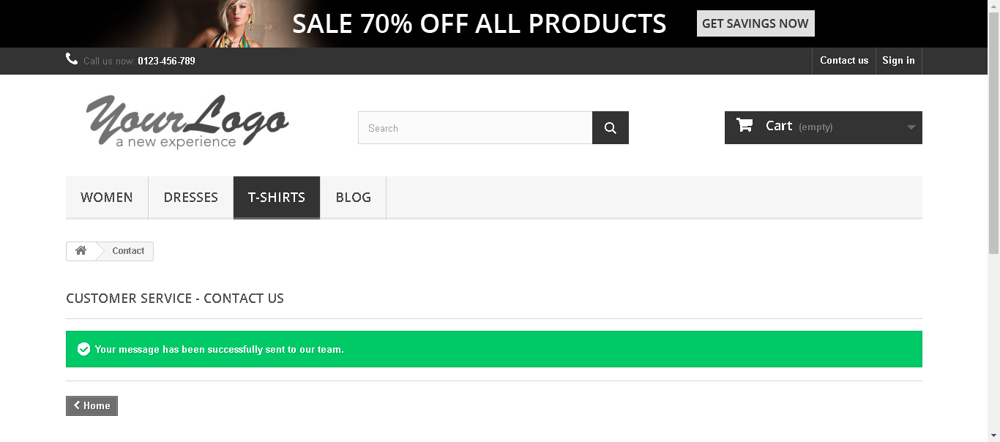 SALE 70% OFF ALL PRODUCTS GET SAVINGS NOW
Call us now: 0123-456-789 Contact us Sign in
YourLogo
a new experience
Search
Cart (empty)
WOMEN DRESSES T-SHIRTS BLOG
Contact
CUSTOMER SERVICE - CONTACT US
Your message has been successfully sent to our team.
Home